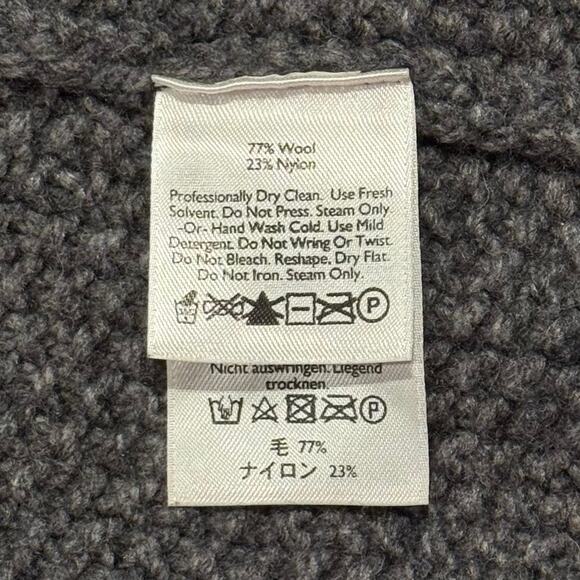 77% Wool
23% Nylon
Professionally Dry Clean. Use Fresh
Solvent. Do Not Press. Steam Only
-Or- Hand Wash Cold. Use Mild
Detergent. Do Not Wring Or Twist.
Do Not Bleach. Reshape, Dry Flat.
Do Not Iron. Steam Only.
P
Nicht auswringen. Liegend
trocknen.
P
毛 77%
ナイロン 23%